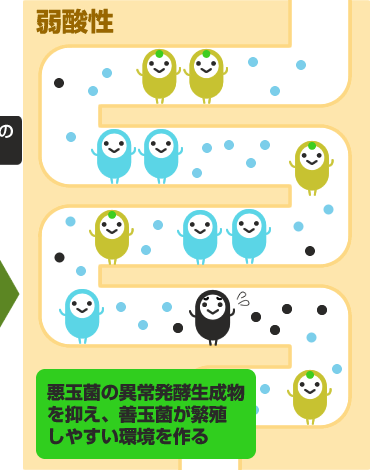 弱酸性
の
悪玉菌の異常発酵生成物
を抑え、善玉菌が繁殖
しやすい環境を作る